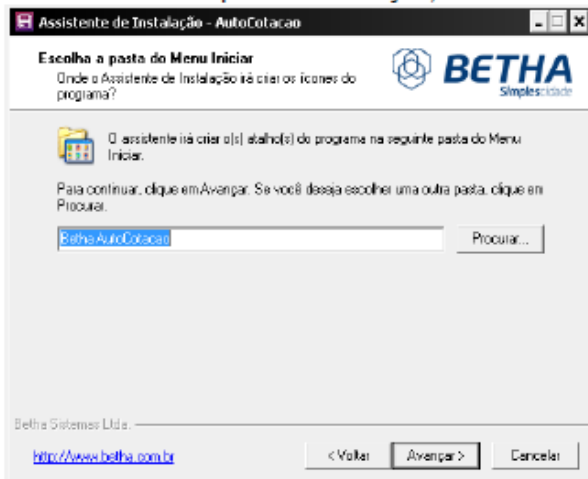 Assistente de Instalação - AutoCotacao
Escolha a pasta do Menu Iniciar
Onde o Assistente de Instalação irá criar os ícones do
programa?
BETHA
Simplescidade
O assistente irá criar o(s) atalho(s) do programa na seguinte pasta do Menu
Iniciar.
Para continuar, clique em Avançar. Se você deseja escolher uma outra pasta, clique em
Procurar.
Betha AutoCotacao
Procurar...
Betha Sistemas Ltda.
http://www.betha.com.br
< Voltar
Avançar >
Cancelar